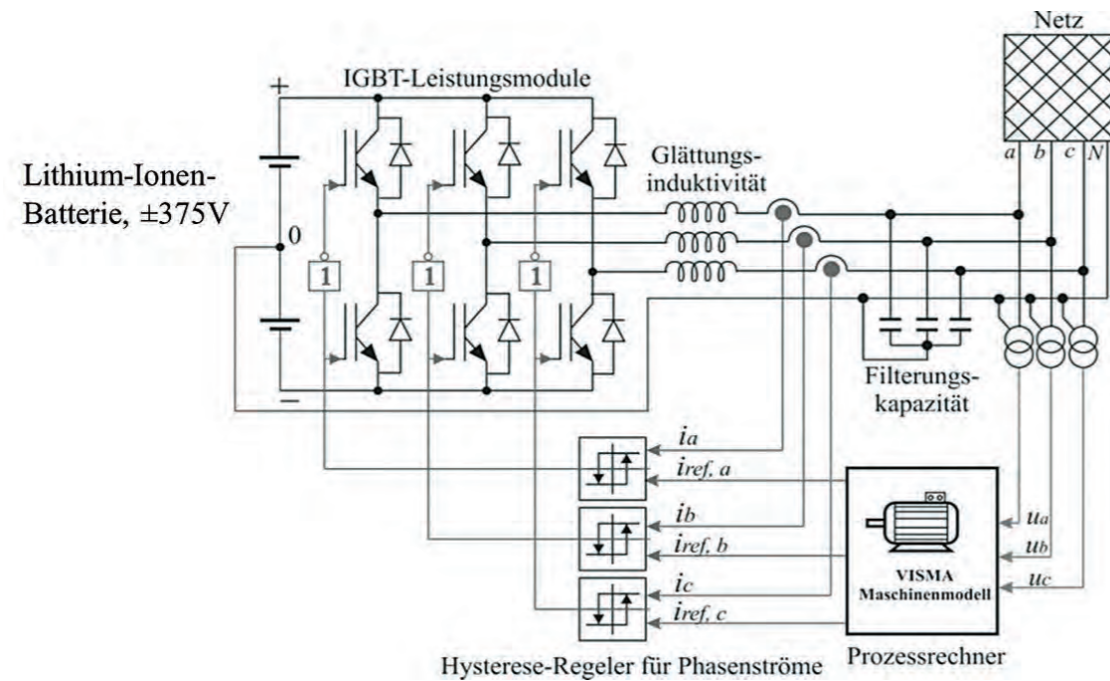 Netz
+
IGBT-Leistungsmodule
a b c N
Glättungs-
induktivität
Lithium-Ionen-
Batterie, ±375V
0
1 1 1
Filterungs-
kapazität
–
ia
iref, a
ib
iref, b
ic
iref, c
ua
ub
uc
VISMA
Maschinenmodell
Prozessrechner
Hysterese-Regeler für Phasenströme